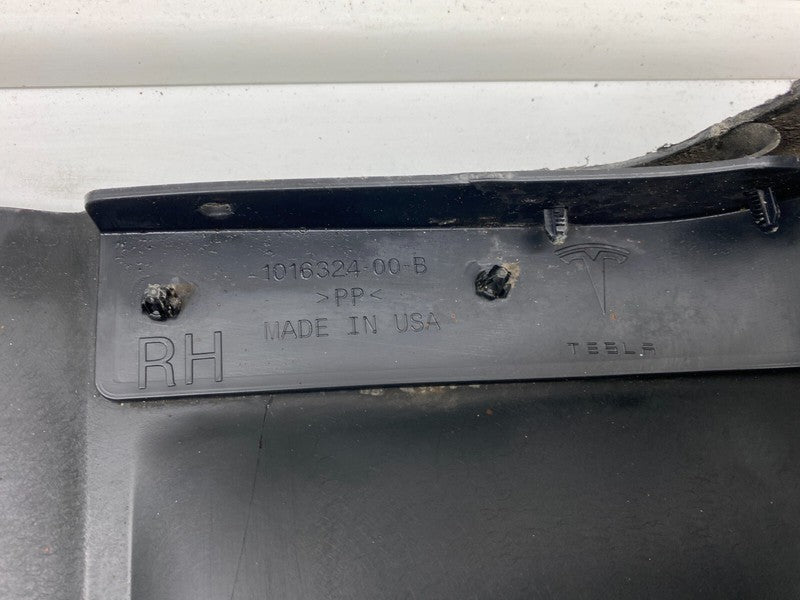 1016324-00-B
>PP<
MADE IN USA
RH
TESLA